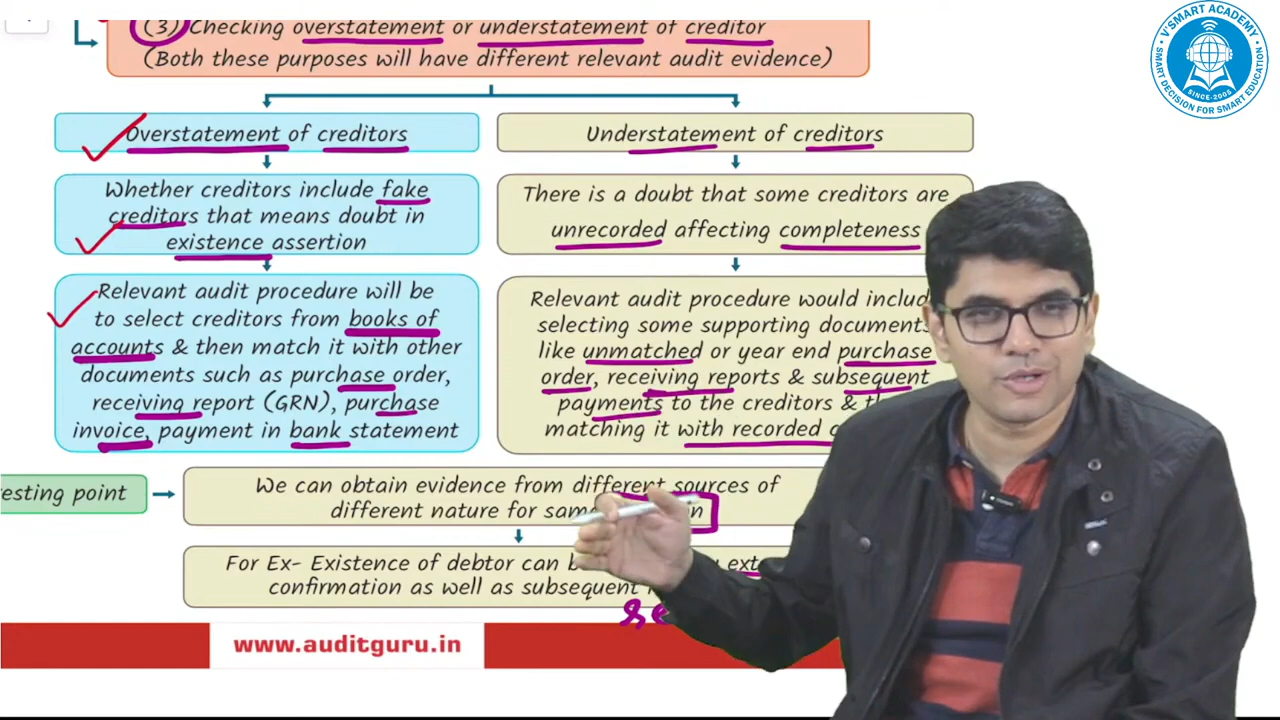 (3) Checking overstatement or understatement of creditor
(Both these purposes will have different relevant audit evidence)
Overstatement of creditors
Whether creditors include fake
creditors that means doubt in
existence assertion
Relevant audit procedure will be
to select creditors from books of
accounts & then match it with other
documents such as purchase order,
receiving report (GRN), purchase
invoice, payment in bank statement
Understatement of creditors
There is a doubt that some creditors are
unrecorded affecting completeness
Relevant audit procedure would includ
selecting some supporting documents
like unmatched or year end purchase
order, receiving reports & subsequent
payments to the creditors &
matching it with recorded
esting point
We can obtain evidence from different sources of
different nature for same
For Ex- Existence of debtor can
confirmation as well as subsequent
www.auditguru.in
V'SMART ACADEMY
SMART DECISION FOR SMART EDUCATION
SINCE-2005